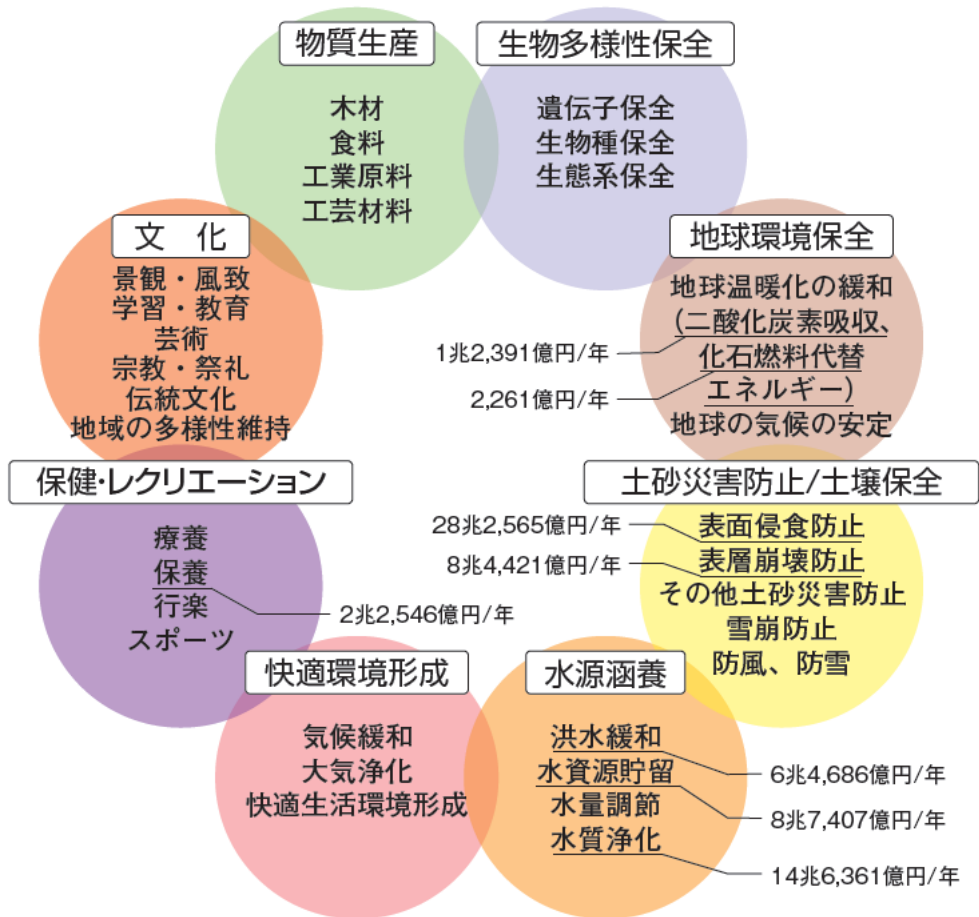 物質生産
木材
食料
工業原料
工芸材料
生物多様性保全
遺伝子保全
生物種保全
生態系保全
文　化
景観・風致
学習・教育
芸術
宗教・祭礼
伝統文化
地域の多様性維持
地球環境保全
地球温暖化の緩和
(二酸化炭素吸収、
1兆2,391億円/年
化石燃料代替
2,261億円/年
エネルギー)
地球の気候の安定
保健・レクリエーション
療養
保養
2兆2,546億円/年
行楽
スポーツ
土砂災害防止/土壌保全
28兆2,565億円/年
表面侵食防止
8兆4,421億円/年
表層崩壊防止
その他土砂災害防止
雪崩防止
防風、防雪
快適環境形成
気候緩和
大気浄化
快適生活環境形成
水源涵養
洪水緩和
6兆4,686億円/年
水資源貯留
8兆7,407億円/年
水量調節
水質浄化
14兆6,361億円/年